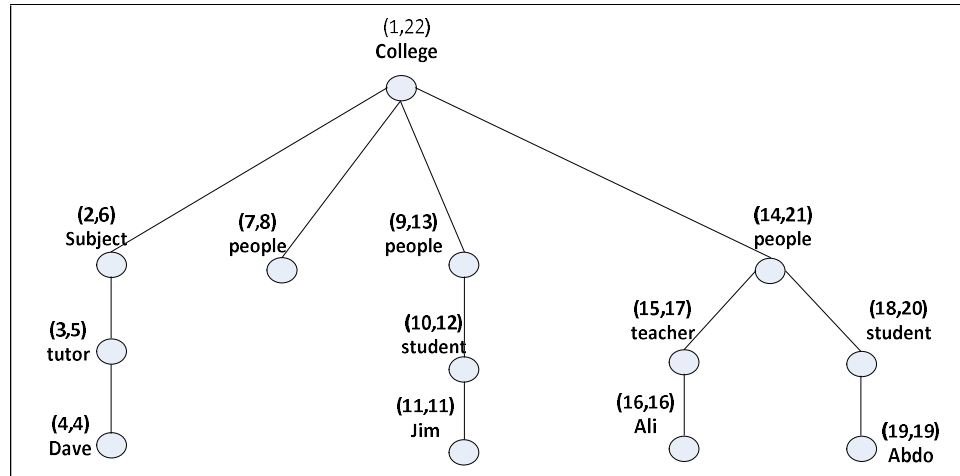 (1,22)
College
(2,6)
Subject
(7,8)
people
(9,13)
people
(14,21)
people
(3,5)
tutor
(10,12)
student
(15,17)
teacher
(18,20)
student
(4,4)
Dave
(11,11)
Jim
(16,16)
Ali
(19,19)
Abdo